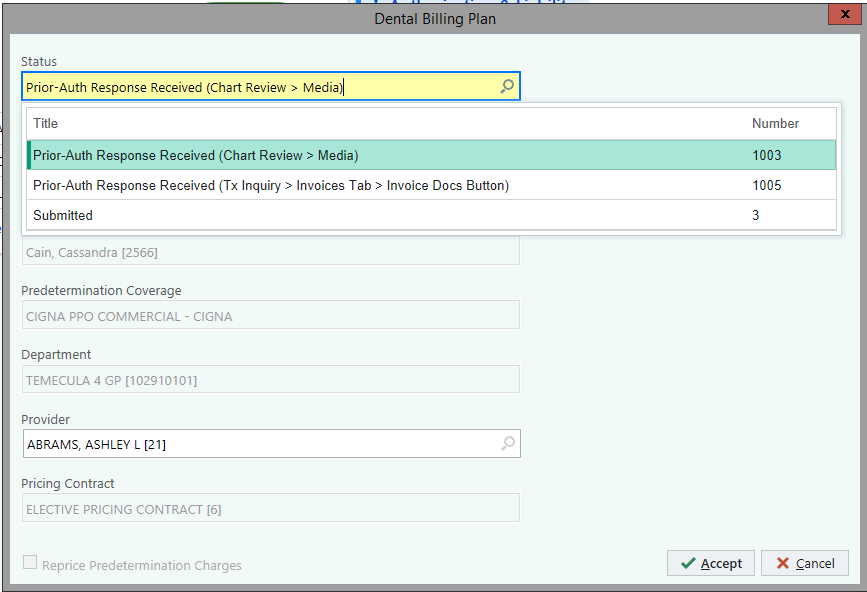 Dental Billing Plan
x
Status
Prior-Auth Response Received (Chart Review > Media)
Title Number
Prior-Auth Response Received (Chart Review > Media) 1003
Prior-Auth Response Received (Tx Inquiry > Invoices Tab > Invoice Docs Button) 1005
Submitted 3
Cain, Cassandra [2566]
Predetermination Coverage
CIGNA PPO COMMERCIAL - CIGNA
Department
TEMECULA 4 GP [102910101]
Provider
ABRAMS, ASHLEY L [21]
Pricing Contract
ELECTIVE PRICING CONTRACT [6]
Reprice Predetermination Charges
Accept Cancel